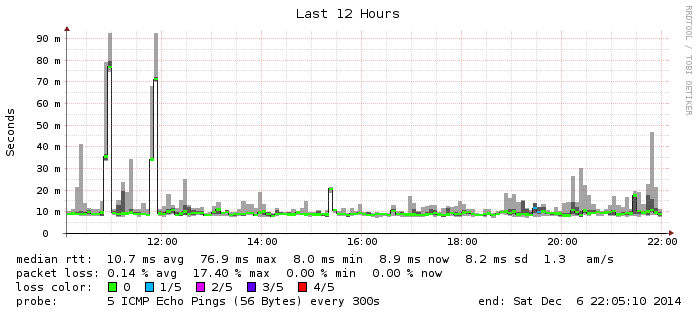 Last 12 Hours
RRDTOOL / TOBI OETIKER
Seconds
90 m
80 m
70 m
60 m
50 m
40 m
30 m
20 m
10 m
0
12:00 14:00 16:00 18:00 20:00 22:00
median rtt: 10.7 ms avg 76.9 ms max 8.0 ms min 8.9 ms now 8.2 ms sd 1.3 am/s
packet loss: 0.14 % avg 17.40 % max 0.00 % min 0.00 % now
loss color: 0 1/5 2/5 3/5 4/5
probe: 5 ICMP Echo Pings (56 Bytes) every 300s end: Sat Dec 6 22:05:10 2014